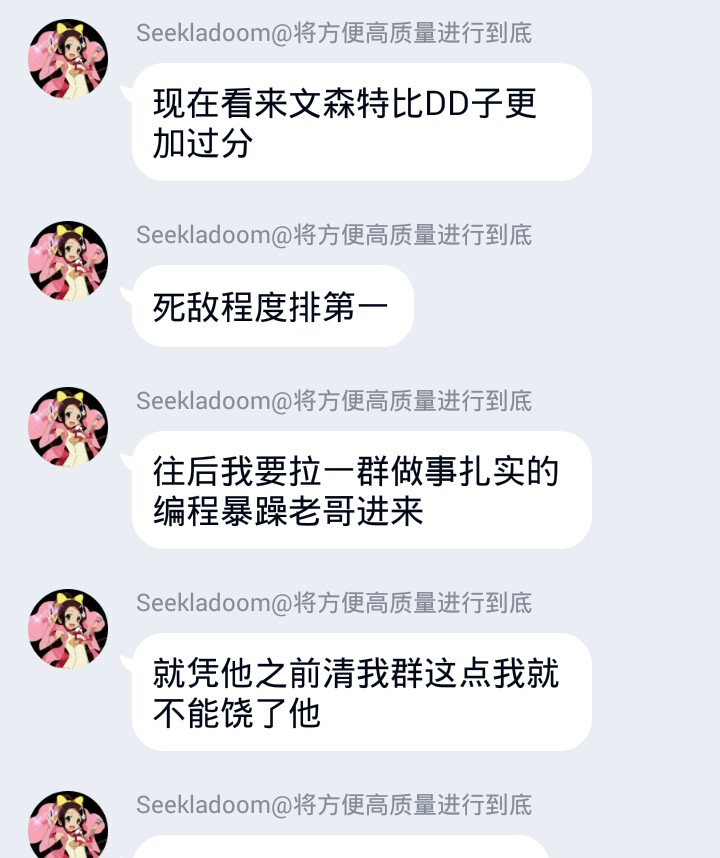 Seekladoom@将方便高质量进行到底
现在看来文森特比DD子更
加过分
Seekladoom@将方便高质量进行到底
死敌程度排第一
Seekladoom@将方便高质量进行到底
往后我要拉一群做事扎实的
编程暴躁老哥进来
Seekladoom@将方便高质量进行到底
就凭他之前清我群这点我就
不能饶了他
Seekladoom@将方便高质量进行到底